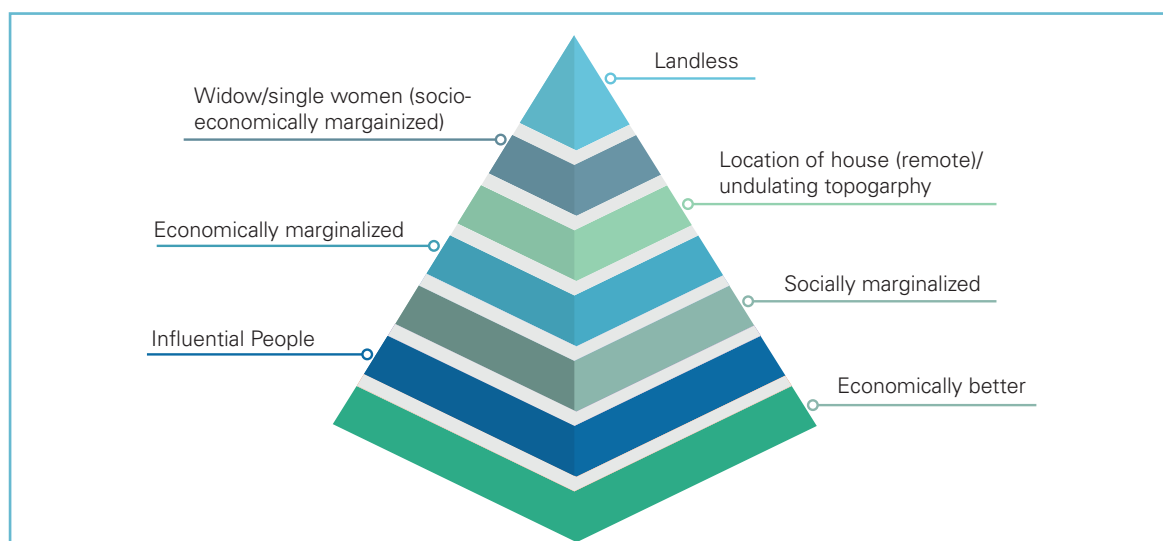 Landless
Widow/single women (socio-
economically margainized)
Location of house (remote)/
undulating topogarphy
Economically marginalized
Socially marginalized
Influential People
Economically better